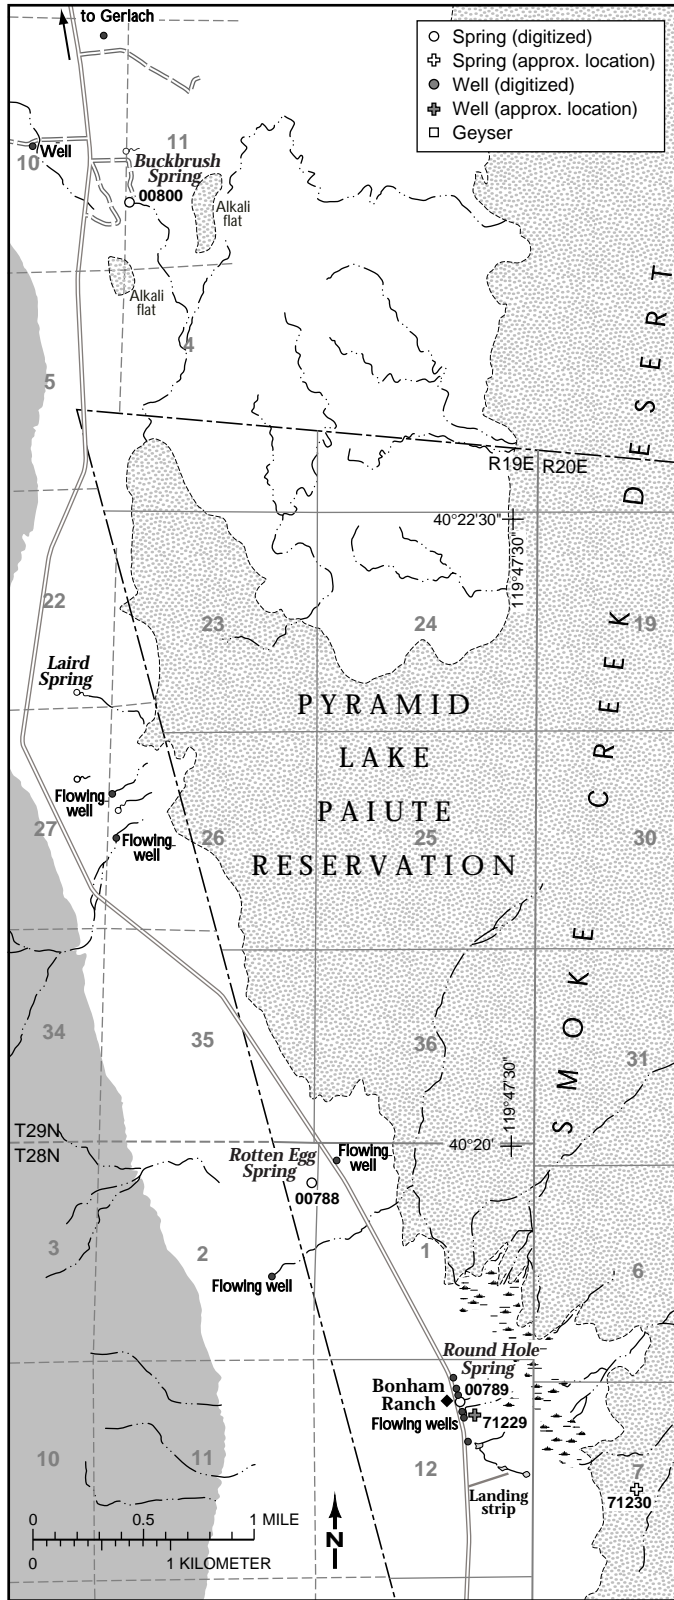 to Gerlach
Spring (digitized)
Spring (approx. location)
Well (digitized)
Well (approx. location)
Geyser
10
Well
11
Buckbrush
Spring
00800
Alkali
flat
Alkali
flat
4
5
DESERT
R19E
R20E
40°22'30"
119°47'30"
22
23
24
19
Laird
Spring
PYRAMID
LAKE
PAIUTE
RESERVATION
CREEK
Flowing
well
27
Flowing
well
26
25
30
SMOKE
34
35
36
31
119°47'30"
T29N
T28N
40°20'
Rotten Egg
Spring
00788
Flowing
well
3
2
1
6
Flowing well
Round Hole
Spring
00789
Bonham
Ranch
Flowing wells
71229
10
11
12
7
71230
Landing
strip
0 0.5 1 MILE
0 1 KILOMETER
N